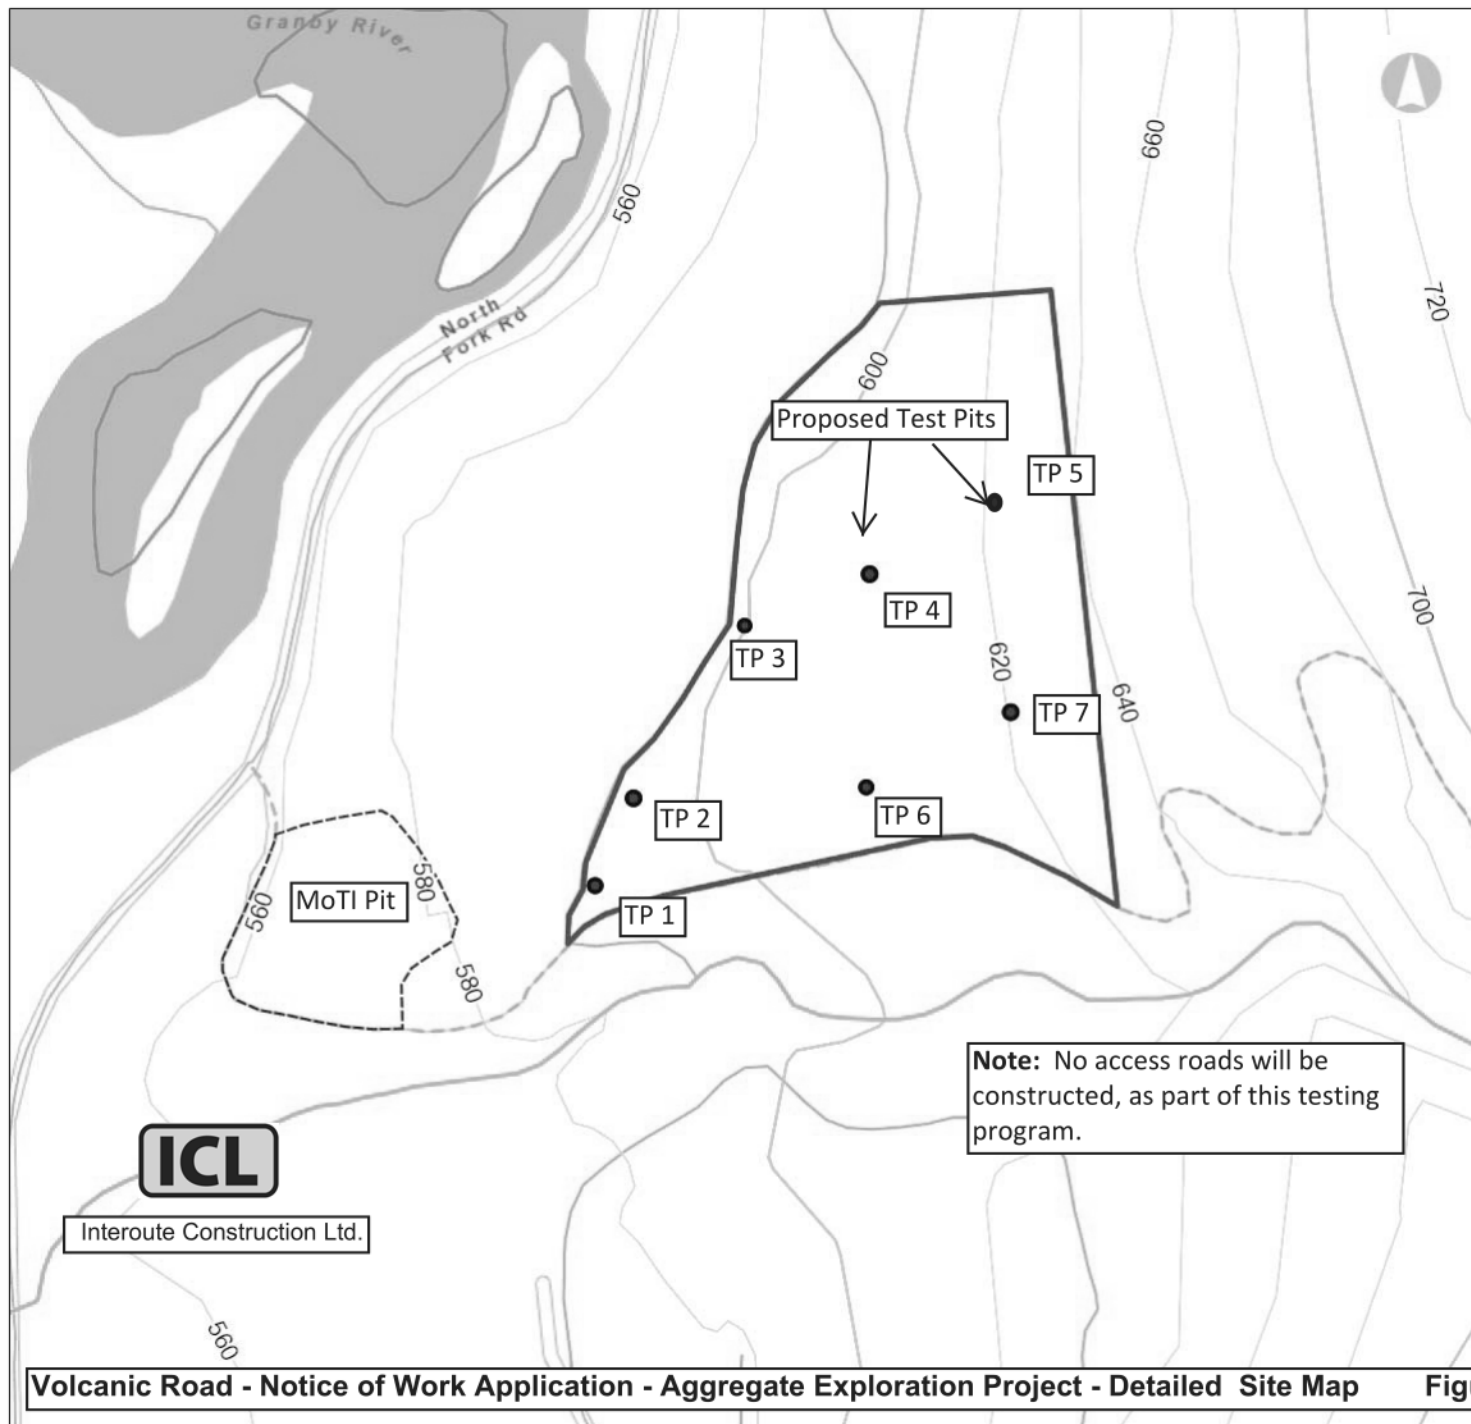 Granby River
560
660
720
North
Fork Rd
600
Proposed Test Pits
TP 5
TP 4
700
TP 3
620
640
TP 7
TP 2
TP 6
580
MoTI Pit
560
TP 1
580
Note: No access roads will be
constructed, as part of this testing
program.
ICL
Interoute Construction Ltd.
560
Volcanic Road - Notice of Work Application - Aggregate Exploration Project - Detailed Site Map